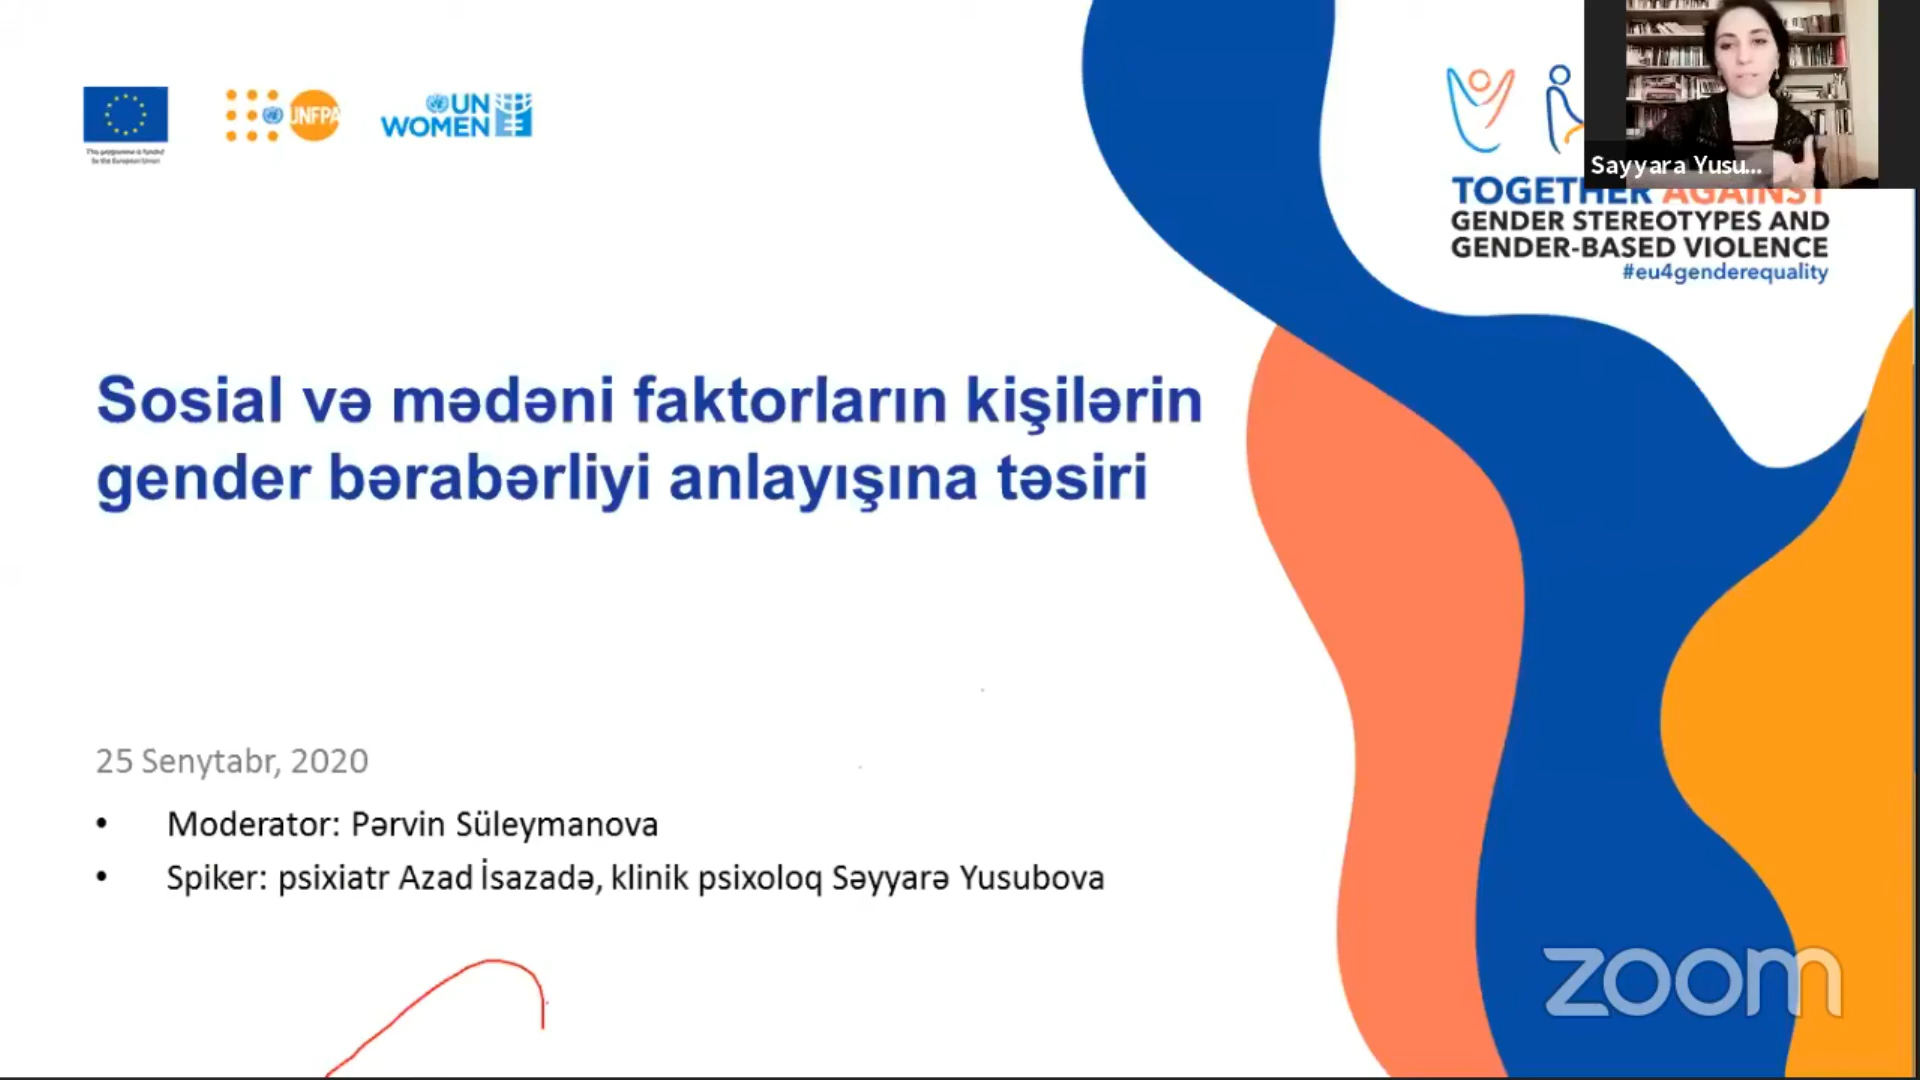 This programme is funded
by the European Union
UNFPA
UN
WOMEN
Sayyara Yusu...
TOGETHER AGAINST
GENDER STEREOTYPES AND
GENDER-BASED VIOLENCE
#eu4genderequality
Sosial və mədəni faktorların kişilərin
gender bərabərliyi anlayışına təsiri
25 Senytabr, 2020
• Moderator: Pərvin Süleymanova
• Spiker: psixiatr Azad İsazadə, klinik psixoloq Səyyarə Yusubova
zoom